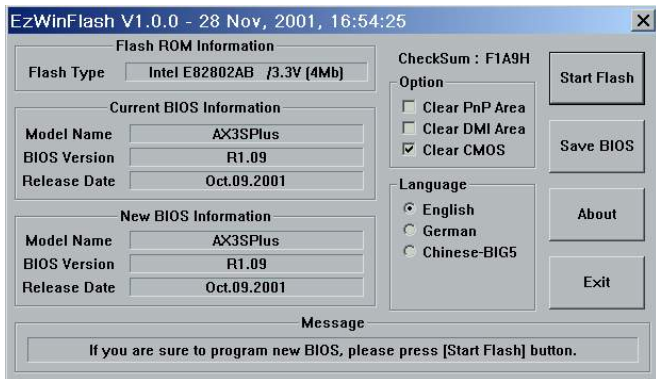 EzWinFlash V1.0.0 - 28 Nov, 2001, 16:54:25
Flash ROM Information
Flash Type Intel E82802AB /3.3V (4Mb)
Current BIOS Information
Model Name AX3SPlus
BIOS Version R1.09
Release Date Oct.09.2001
New BIOS Information
Model Name AX3SPlus
BIOS Version R1.09
Release Date Oct.09.2001
CheckSum : F1A9H
Option
Clear PnP Area
Clear DMI Area
Clear CMOS
Language
English
German
Chinese-BIG5
Start Flash
Save BIOS
About
Exit
Message
If you are sure to program new BIOS, please press [Start Flash] button.